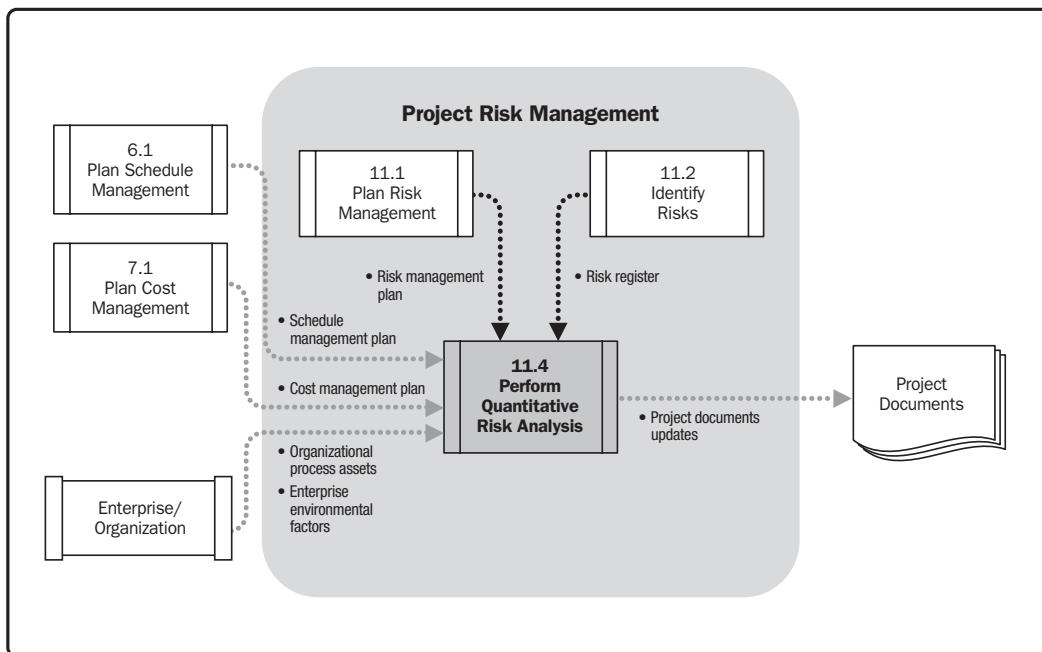 Project Risk Management
6.1
Plan Schedule
Management
11.1
Plan Risk
Management
11.2
Identify
Risks
7.1
Plan Cost
Management
• Risk management
plan
• Risk register
• Schedule
management plan
• Cost management plan
11.4
Perform
Quantitative
Risk Analysis
• Project documents
updates
Project
Documents
• Organizational
process assets
• Enterprise
environmental
factors
Enterprise/
Organization